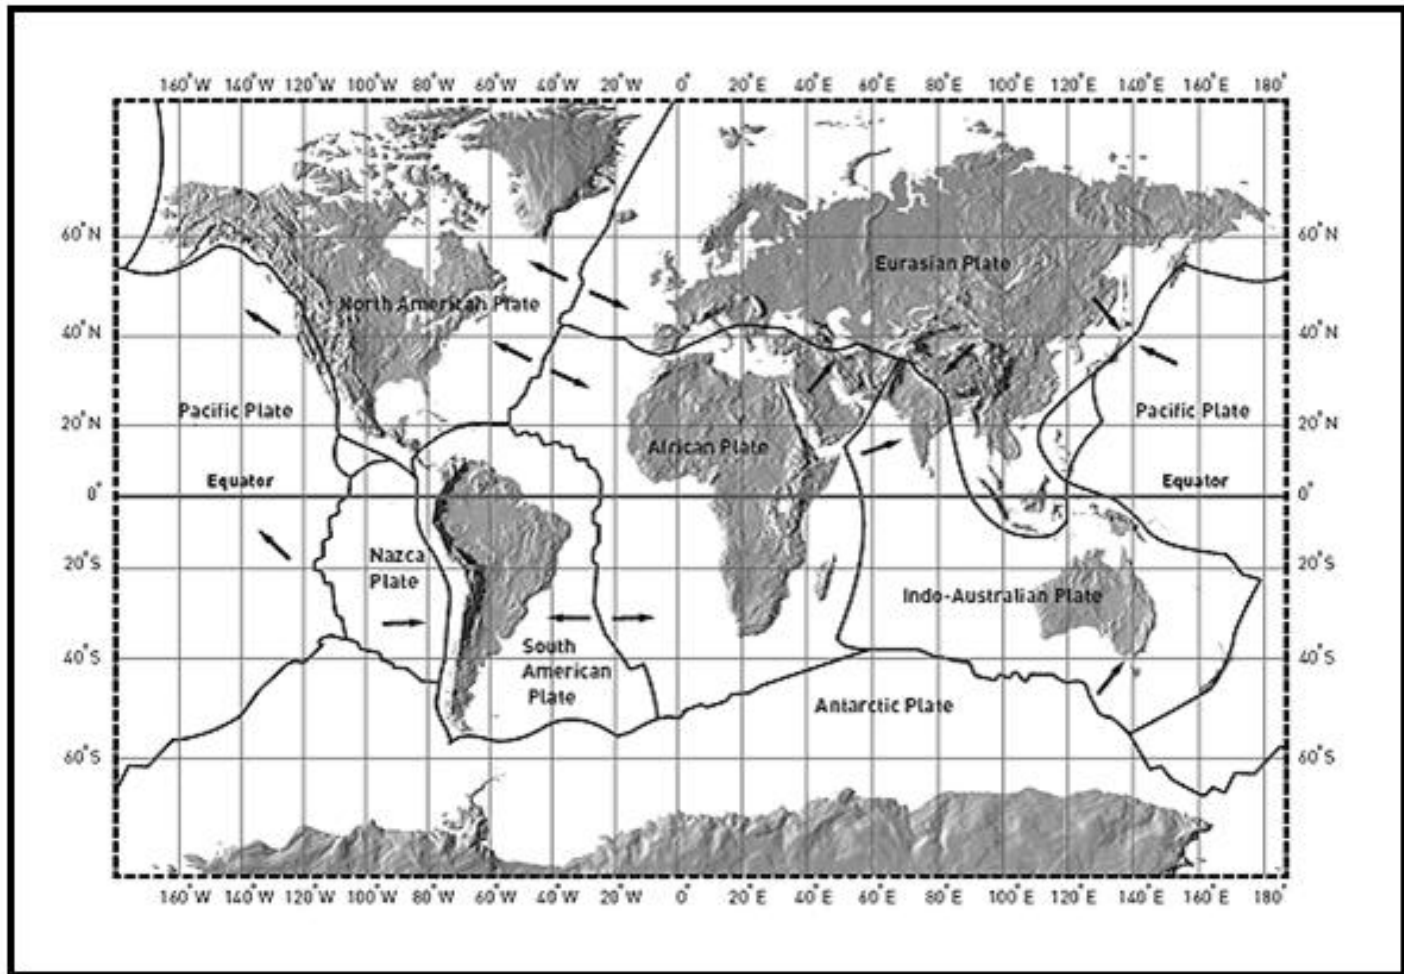 160°W 140°W 120°W 100°W 80°W 60°W 40°W 20°W 0° 20°E 40°E 60°E 80°E 100°E 120°E 140°E 160°E 180°
60°N 60°N
Eurasian Plate
North American Plate
40°N 40°N
Pacific Plate Pacific Plate
20°N 20°N
African Plate
Equator Equator
0° 0°
Nazca
Plate
20°S 20°S
Indo-Australian Plate
South
American
Plate
40°S 40°S
Antarctic Plate
60°S 60°S
160°W 140°W 120°W 100°W 80°W 60°W 40°W 20°W 0° 20°E 40°E 60°E 80°E 100°E 120°E 140°E 160°E 180°